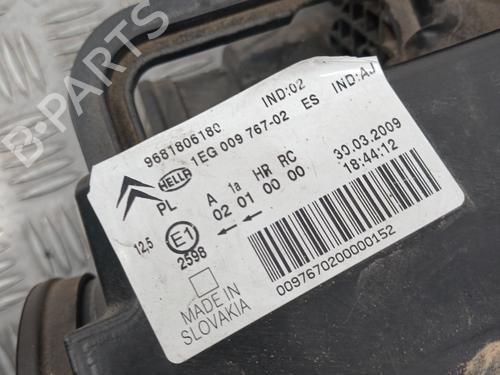 B-PARTS
9681806180 IND:02 IND:AJ
HELLA 1EG 009 767-02 ES
PL A 1a HR RC 30.03.2009
02 01 00 00 18:44:12
12,5 E1
2598
MADE IN
SLOVAKIA
0097670200000152